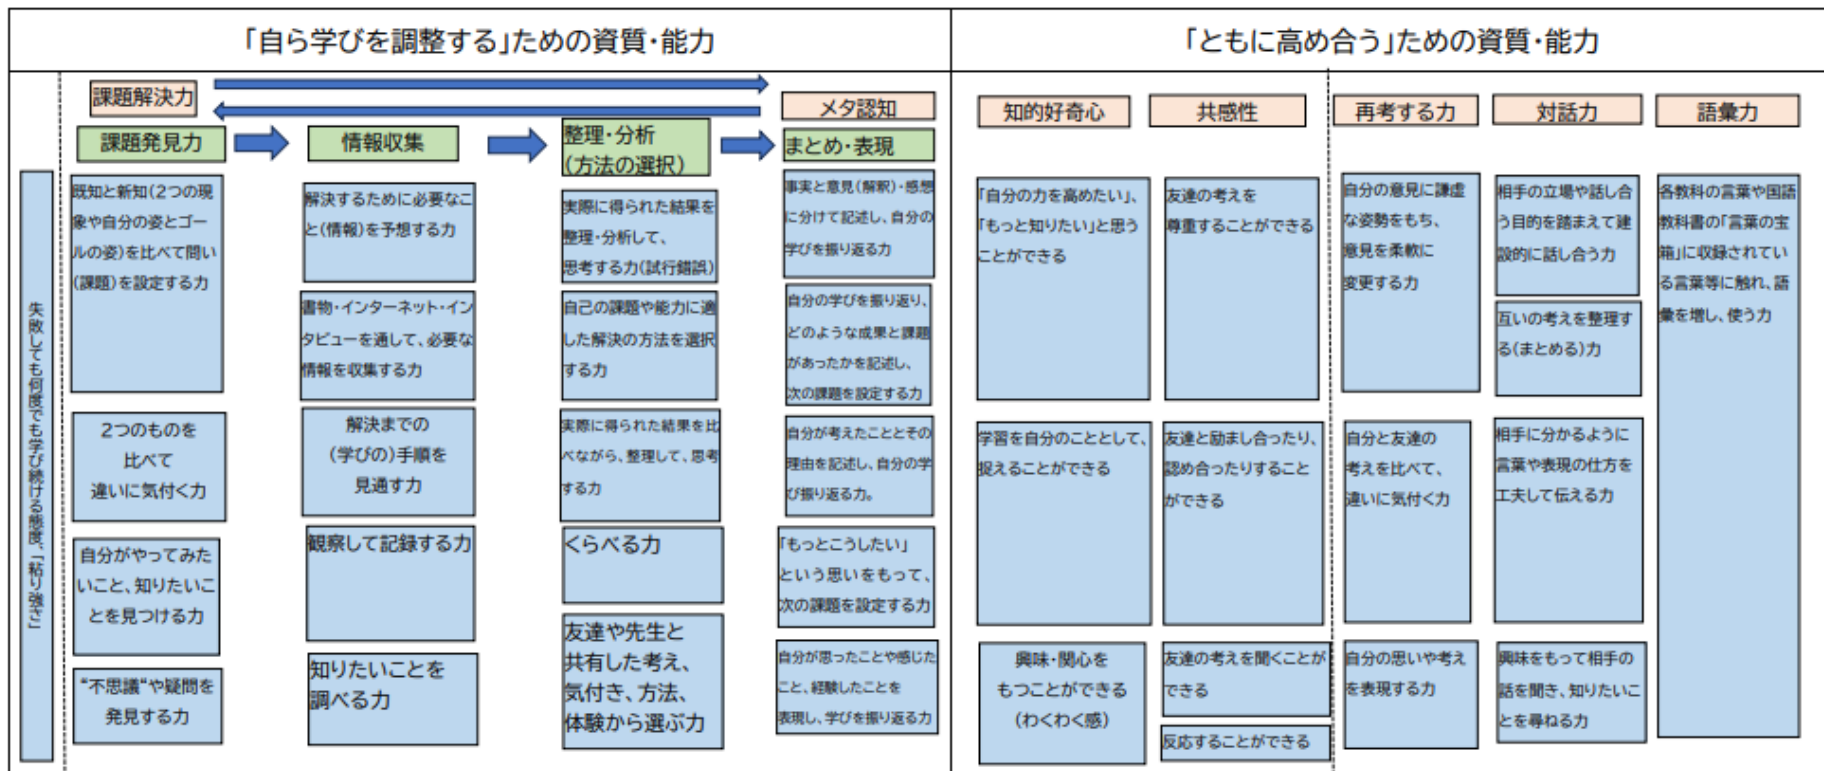 「自ら学びを調整する」ための資質・能力
「ともに高め合う」ための資質・能力
失敗しても何度でも学び続ける態度、「粘り強さ」
課題解決力
メタ認知
課題発見力
既知と新知(2つの現
象や自分の姿とゴー
ルの姿)を比べて問い
(課題)を設定する力
2つのものを
比べて
違いに気付く力
自分がやってみた
いこと、知りたいこ
とを見つける力
“不思議“や疑問を
発見する力
情報収集
解決するために必要なこ
と(情報)を予想する力
書物・インターネット・イン
タビューを通して、必要な
情報を収集する力
解決までの
(学びの)手順を
見通す力
観察して記録する力
知りたいことを
調べる力
整理・分析
(方法の選択)
実際に得られた結果を
整理・分析して、
思考する力(試行錯誤)
自己の課題や能力に適
した解決の方法を選択
する力
実際に得られた結果を比
べながら、整理して、思考
する力
くらべる力
友達や先生と
共有した考え、
気付き、方法、
体験から選ぶ力
まとめ・表現
事実と意見(解釈)・感想
に分けて記述し、自分の
学びを振り返る力
自分の学びを振り返り、
どのような成果と課題
があったかを記述し、
次の課題を設定する力
自分が考えたこととその
理由を記述し、自分の学
び振り返る力。
「もっとこうしたい」
という思いをもって、
次の課題を設定する力
自分が思ったことや感じた
こと、経験したことを
表現し、学びを振り返る力
知的好奇心
「自分の力を高めたい」、
「もっと知りたい」と思う
ことができる
学習を自分のこととして、
捉えることができる
興味・関心を
もつことができる
(わくわく感)
共感性
友達の考えを
尊重することができる
友達と励まし合ったり、
認め合ったりすること
ができる
友達の考えを聞くことが
できる
反応することができる
再考する力
自分の意見に謙虚
な姿勢をもち、
意見を柔軟に
変更する力
自分と友達の
考えを比べて、
違いに気付く力
自分の思いや考え
を表現する力
対話力
相手の立場や話し合
う目的を踏まえて建
設的に話し合う力
互いの考えを整理す
る(まとめる)力
相手に分かるように
言葉や表現の仕方を
工夫して伝える力
興味をもって相手の
話を聞き、知りたいこ
とを尋ねる力
語彙力
各教科の言葉や国語
教科書の「言葉の宝
箱」に収録されてい
る言葉等に触れ、語
彙を増し、使う力